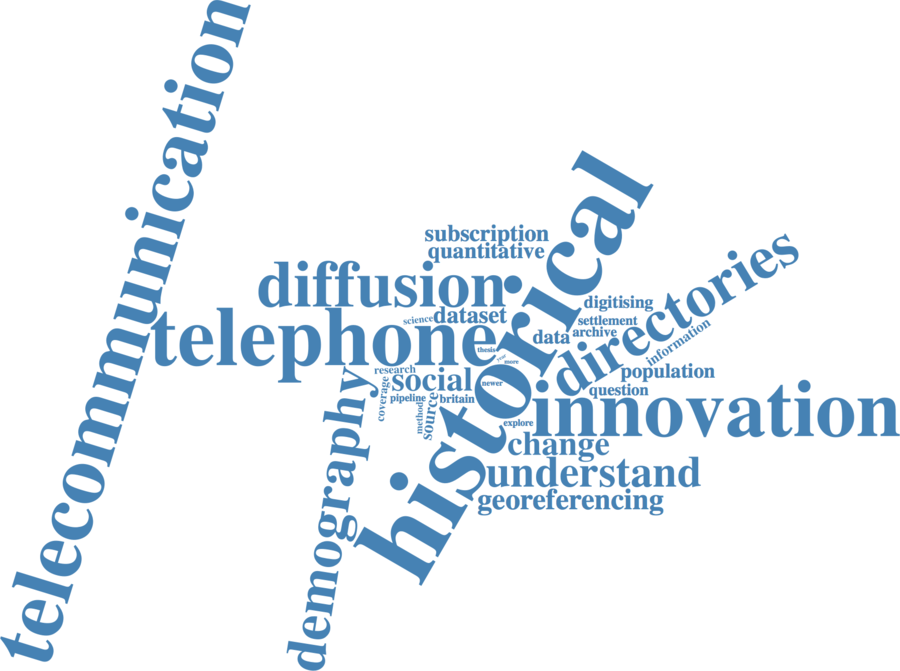 telecommunication
historical
subscription
quantitative
diffusion
directories
digitising
science
dataset
settlement
telephone
data
archive
information
thesis
year
more
research
social
newer
population
coverage
pipeline
britain
question
innovation
method
source
explore
demography
change
understand
georeferencing